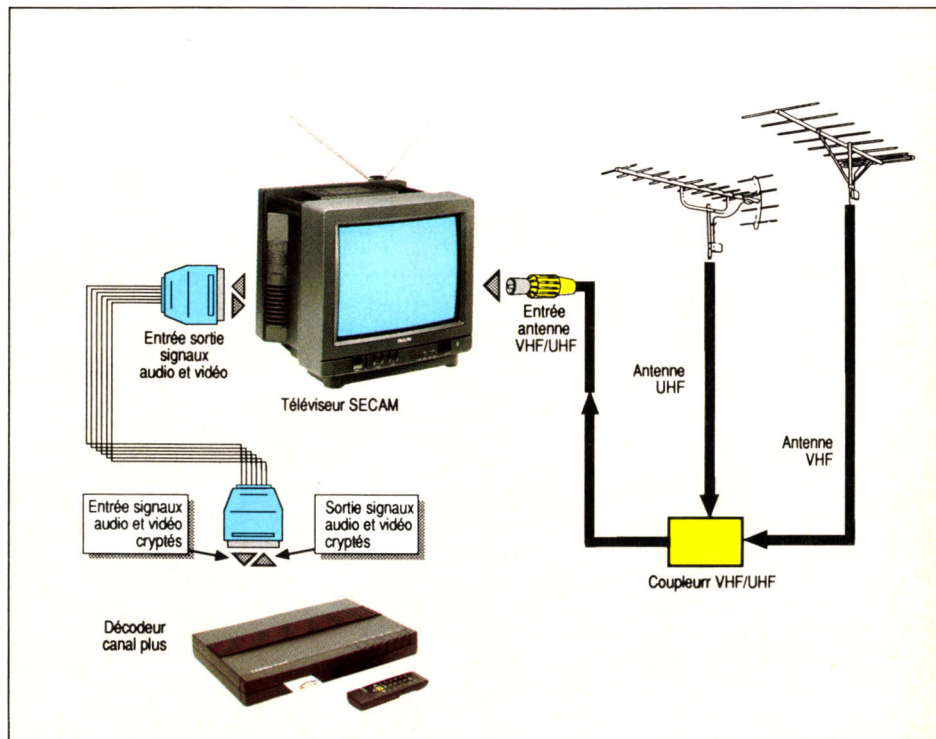 Entrée sortie
signaux
audio et vidéo
Téléviseur SECAM
Entrée
antenne
VHF/UHF
Antenne
UHF
Antenne
VHF
Entrée signaux
audio et vidéo
cryptés
Sortie signaux
audio et vidéo
cryptés
Coupleurr VHF/UHF
Décodeur
canal plus